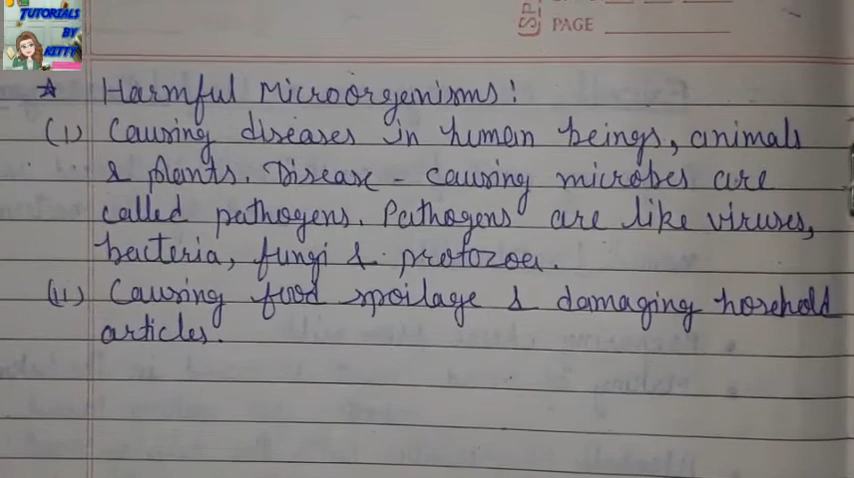 TUTORIALS
BY
KITTY
PAGE
☆ Harmful Microorganisms:
(i) Causing diseases in human beings, animals
& plants. Disease - causing microbes are
called pathogens. Pathogens are like viruses,
bacteria, fungi & protozoa.
(ii) Causing food spoilage & damaging hosehold
articles.